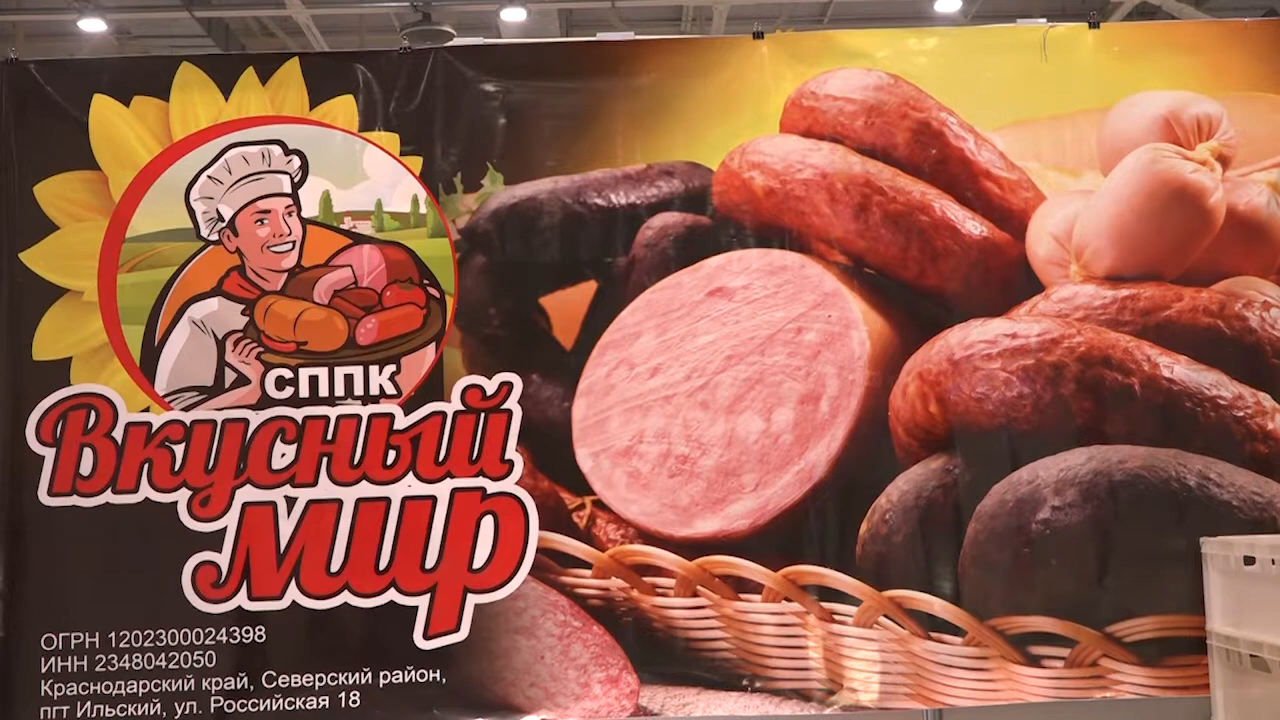 СППК
Вкусный
мир
ОГРН 1202300024398
ИНН 2348042050
Краснодарский край, Северский район,
пгт Ильский, ул. Российская 18